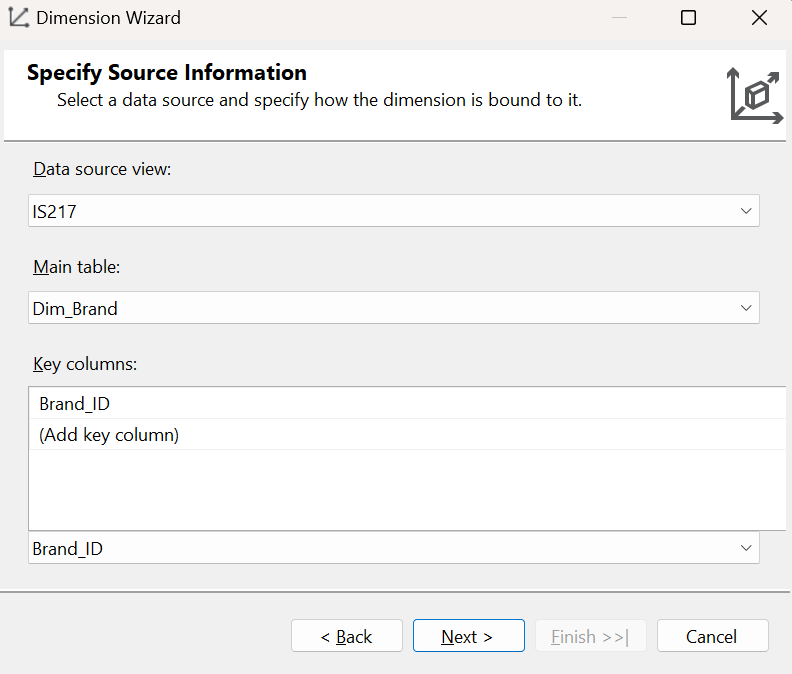 Dimension Wizard
Specify Source Information
Select a data source and specify how the dimension is bound to it.
Data source view:
IS217
Main table:
Dim_Brand
Key columns:
Brand_ID
(Add key column)
Brand_ID
< Back Next > Finish >>| Cancel